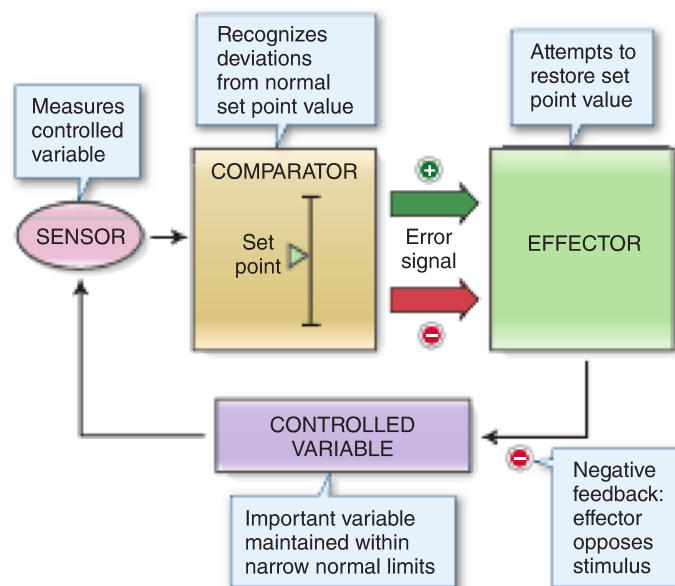 Recognizes
deviations
from normal
set point value
Attempts to
restore set
point value
Measures
controlled
variable
COMPARATOR
SENSOR
Set
point
+
Error
signal
−
EFFECTOR
CONTROLLED
VARIABLE
−
Negative
feedback:
effector
opposes
stimulus
Important variable
maintained within
narrow normal limits